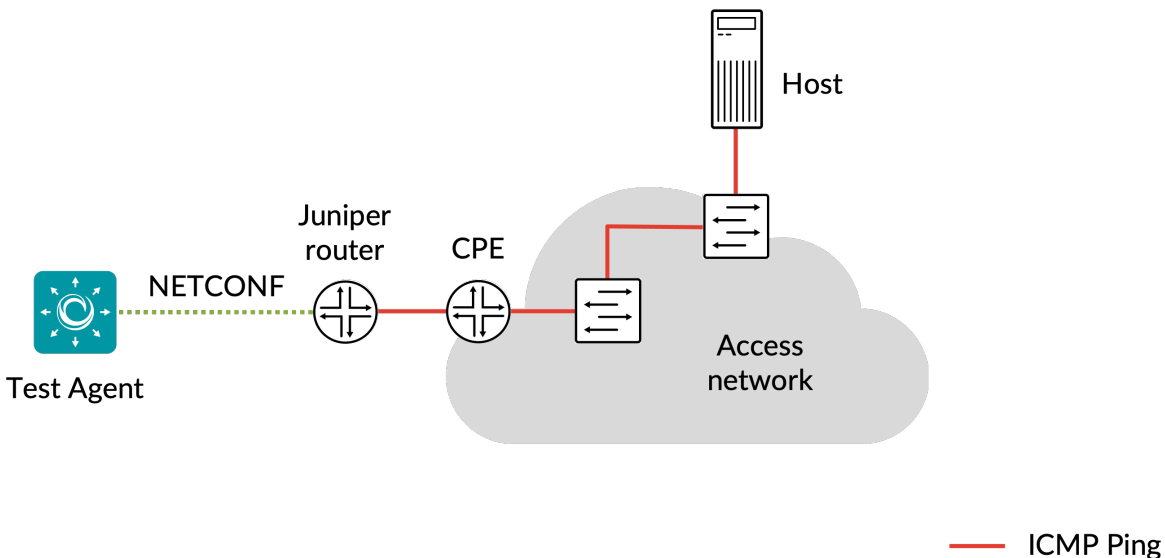 Host
Juniper
router
CPE
NETCONF
Test Agent
Access
network
ICMP Ping